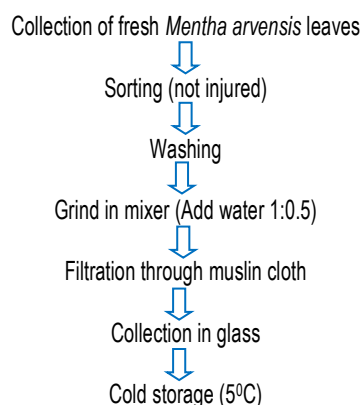 Collection of fresh Mentha arvensis leaves
Sorting (not injured)
Washing
Grind in mixer (Add water 1:0.5)
Filtration through muslin cloth
Collection in glass
Cold storage (5⁰C)